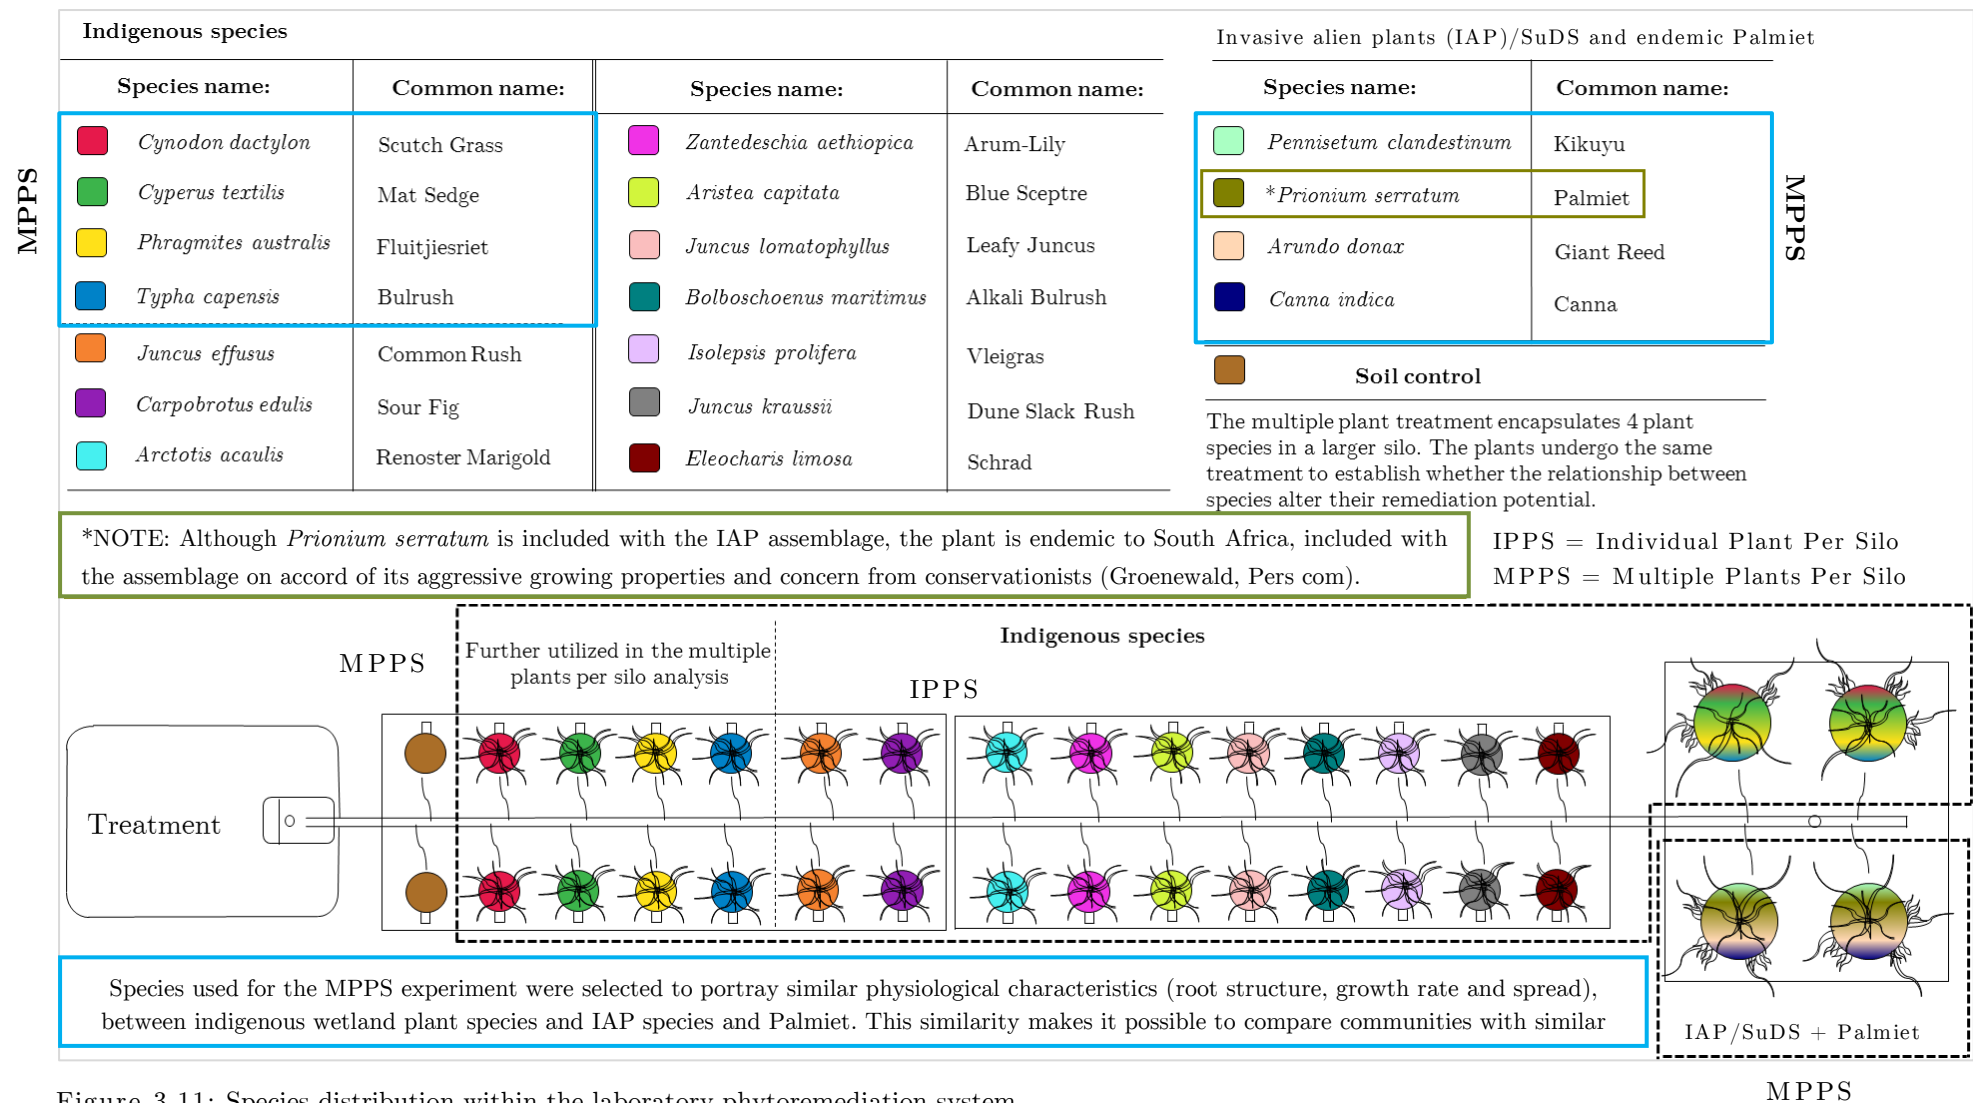 Indigenous species
Species name: Common name: Species name: Common name:
MPPS
Cynodon dactylon Scutch Grass Zantedeschia aethiopica Arum-Lily
Cyperus textilis Mat Sedge Aristea capitata Blue Sceptre
Phragmites australis Fluitjiesriet Juncus lomatophyllus Leafy Juncus
Typha capensis Bulrush Bolboschoenus maritimus Alkali Bulrush
Juncus effusus Common Rush Isolepsis prolifera Vleigras
Carpobrotus edulis Sour Fig Juncus kraussii Dune Slack Rush
Arctotis acaulis Renoster Marigold Eleocharis limosa Schrad
Invasive alien plants (IAP)/SuDS and endemic Palmiet
Species name: Common name:
Pennisetum clandestinum Kikuyu
*Prionium serratum Palmiet
Arundo donax Giant Reed
Canna indica Canna
MPPS
Soil control
The multiple plant treatment encapsulates 4 plant
species in a larger silo. The plants undergo the same
treatment to establish whether the relationship between
species alter their remediation potential.
*NOTE: Although Prionium serratum is included with the IAP assemblage, the plant is endemic to South Africa, included with
the assemblage on accord of its aggressive growing properties and concern from conservationists (Groenewald, Pers com).
IPPS = Individual Plant Per Silo
MPPS = Multiple Plants Per Silo
MPPS
Further utilized in the multiple
plants per silo analysis
Indigenous species
IPPS
Treatment
Species used for the MPPS experiment were selected to portray similar physiological characteristics (root structure, growth rate and spread),
between indigenous wetland plant species and IAP species and Palmiet. This similarity makes it possible to compare communities with similar
IAP/SuDS + Palmiet
MPPS
Figure 3.11: Species distribution within the laboratory phytoremediation system